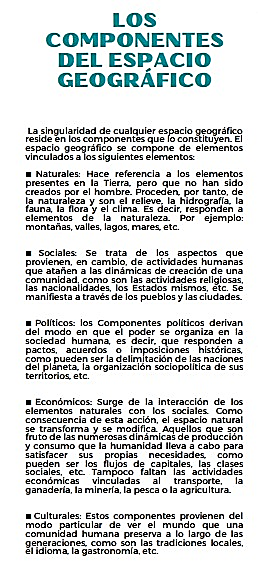 LOS
COMPONENTES
DEL ESPACIO
GEOGRÁFICO
La singularidad de cualquier espacio geográfico
reside en los componentes que lo constituyen. El
espacio geográfico se compone de elementos
vinculados a los siguientes elementos:
■ Naturales: Hace referencia a los elementos
presentes en la Tierra, pero que no han sido
creados por el hombre. Proceden, por tanto, de
la naturaleza y son el relieve, la hidrografía, la
fauna, la flora y el clima. Es decir, responden a
elementos de la naturaleza. Por ejemplo:
montañas, valles, lagos, mares, etc.
■ Sociales: Se trata de los aspectos que
provienen, en cambio, de actividades humanas
que atañen a las dinámicas de creación de una
comunidad, como son las actividades religiosas,
las nacionalidades, los Estados mismos, etc. Se
manifiesta a través de los pueblos y las ciudades.
■ Políticos: los Componentes políticos derivan
del modo en que el poder se organiza en la
sociedad humana, es decir, que responden a
pactos, acuerdos o imposiciones históricas,
como pueden ser la delimitación de las naciones
del planeta, la organización sociopolítica de sus
territorios, etc.
■ Económicos: Surge de la interacción de los
elementos naturales con los sociales. Como
consecuencia de esta acción, el espacio natural
se transforma y se modifica. Aquellos que son
fruto de las numerosas dinámicas de producción
y consumo que la humanidad lleva a cabo para
satisfacer sus propias necesidades, como
pueden ser los flujos de capitales, las clases
sociales, etc. Tampoco faltan las actividades
económicas vinculadas al transporte, la
ganadería, la minería, la pesca o la agricultura.
■ Culturales: Estos componentes provienen del
modo particular de ver el mundo que una
comunidad humana preserva a lo largo de las
generaciones, como son las tradiciones locales,
el idioma, la gastronomía, etc.